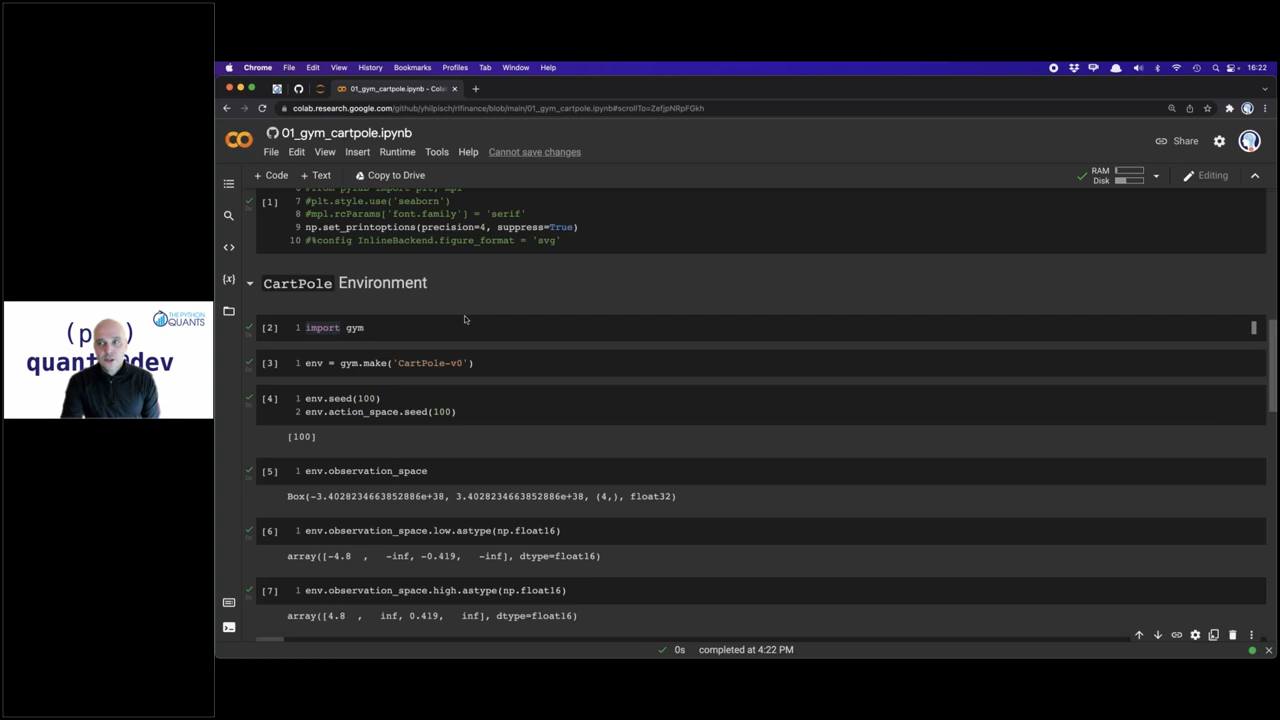 Chrome File Edit View History Bookmarks Profiles Tab Window Help 16:22
01_gym_cartpole.ipynb - Cola
colab.research.google.com/github/yhilpisch/rlfinance/blob/main/01_gym_cartpole.ipynb#scrollTo=ZefjpNRpFGkh
01_gym_cartpole.ipynb
File Edit View Insert Runtime Tools Help Cannot save changes
Share
+ Code + Text Copy to Drive
RAM
Disk
Editing
6 #from pylab import plt, mpl
[1] 7 #plt.style.use('seaborn')
8 #mpl.rcParams['font.family'] = 'serif'
9 np.set_printoptions(precision=4, suppress=True)
10 #%config InlineBackend.figure_format = 'svg'
CartPole Environment
[2] 1 import gym
[3] 1 env = gym.make('CartPole-v0')
[4] 1 env.seed(100)
2 env.action_space.seed(100)
[100]
[5] 1 env.observation_space
Box(-3.4028234663852886e+38, 3.4028234663852886e+38, (4,), float32)
[6] 1 env.observation_space.low.astype(np.float16)
array([-4.8  ,   -inf, -0.419,   -inf], dtype=float16)
[7] 1 env.observation_space.high.astype(np.float16)
array([4.8  ,   inf, 0.419,   inf], dtype=float16)
0s completed at 4:22 PM
THE PYTHON
QUANTS